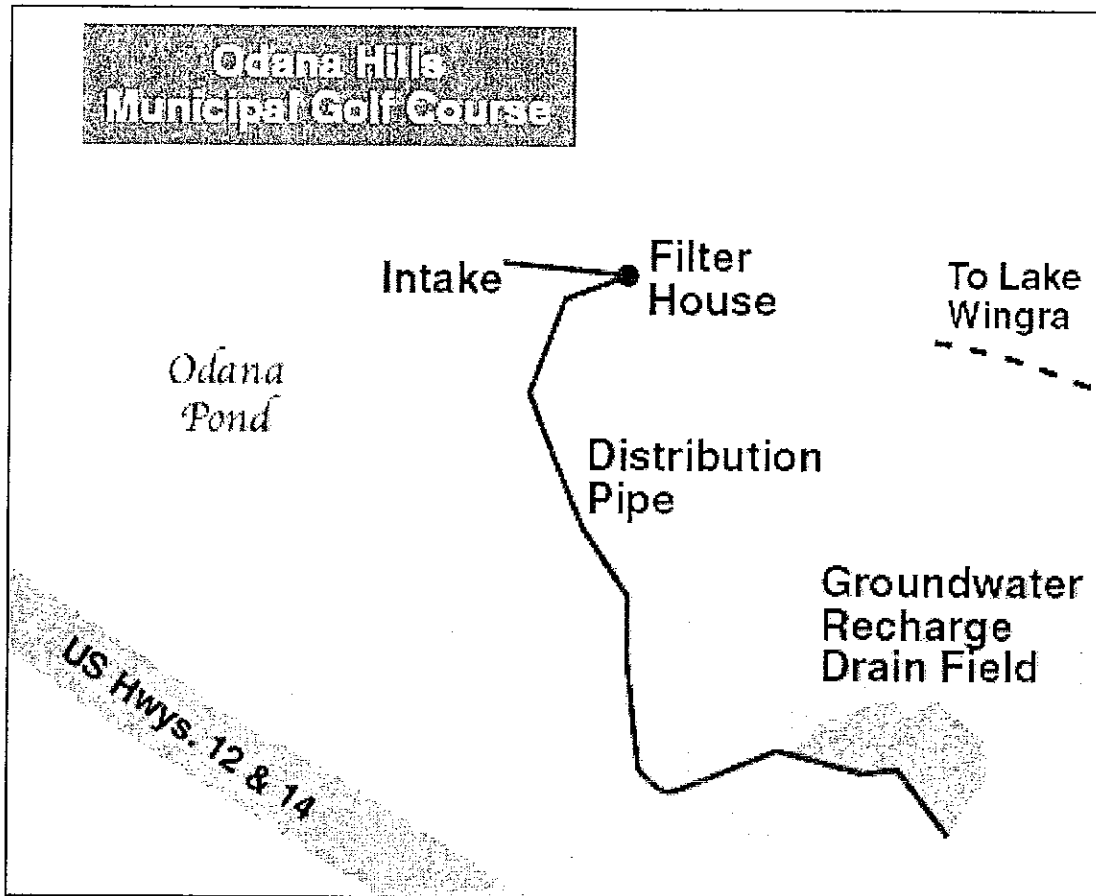 Odana Hills
Municipal Golf Course
Intake
Filter
House
To Lake
Wingra
Odana
Pond
Distribution
Pipe
Groundwater
Recharge
Drain Field
US Hwys. 12 & 14